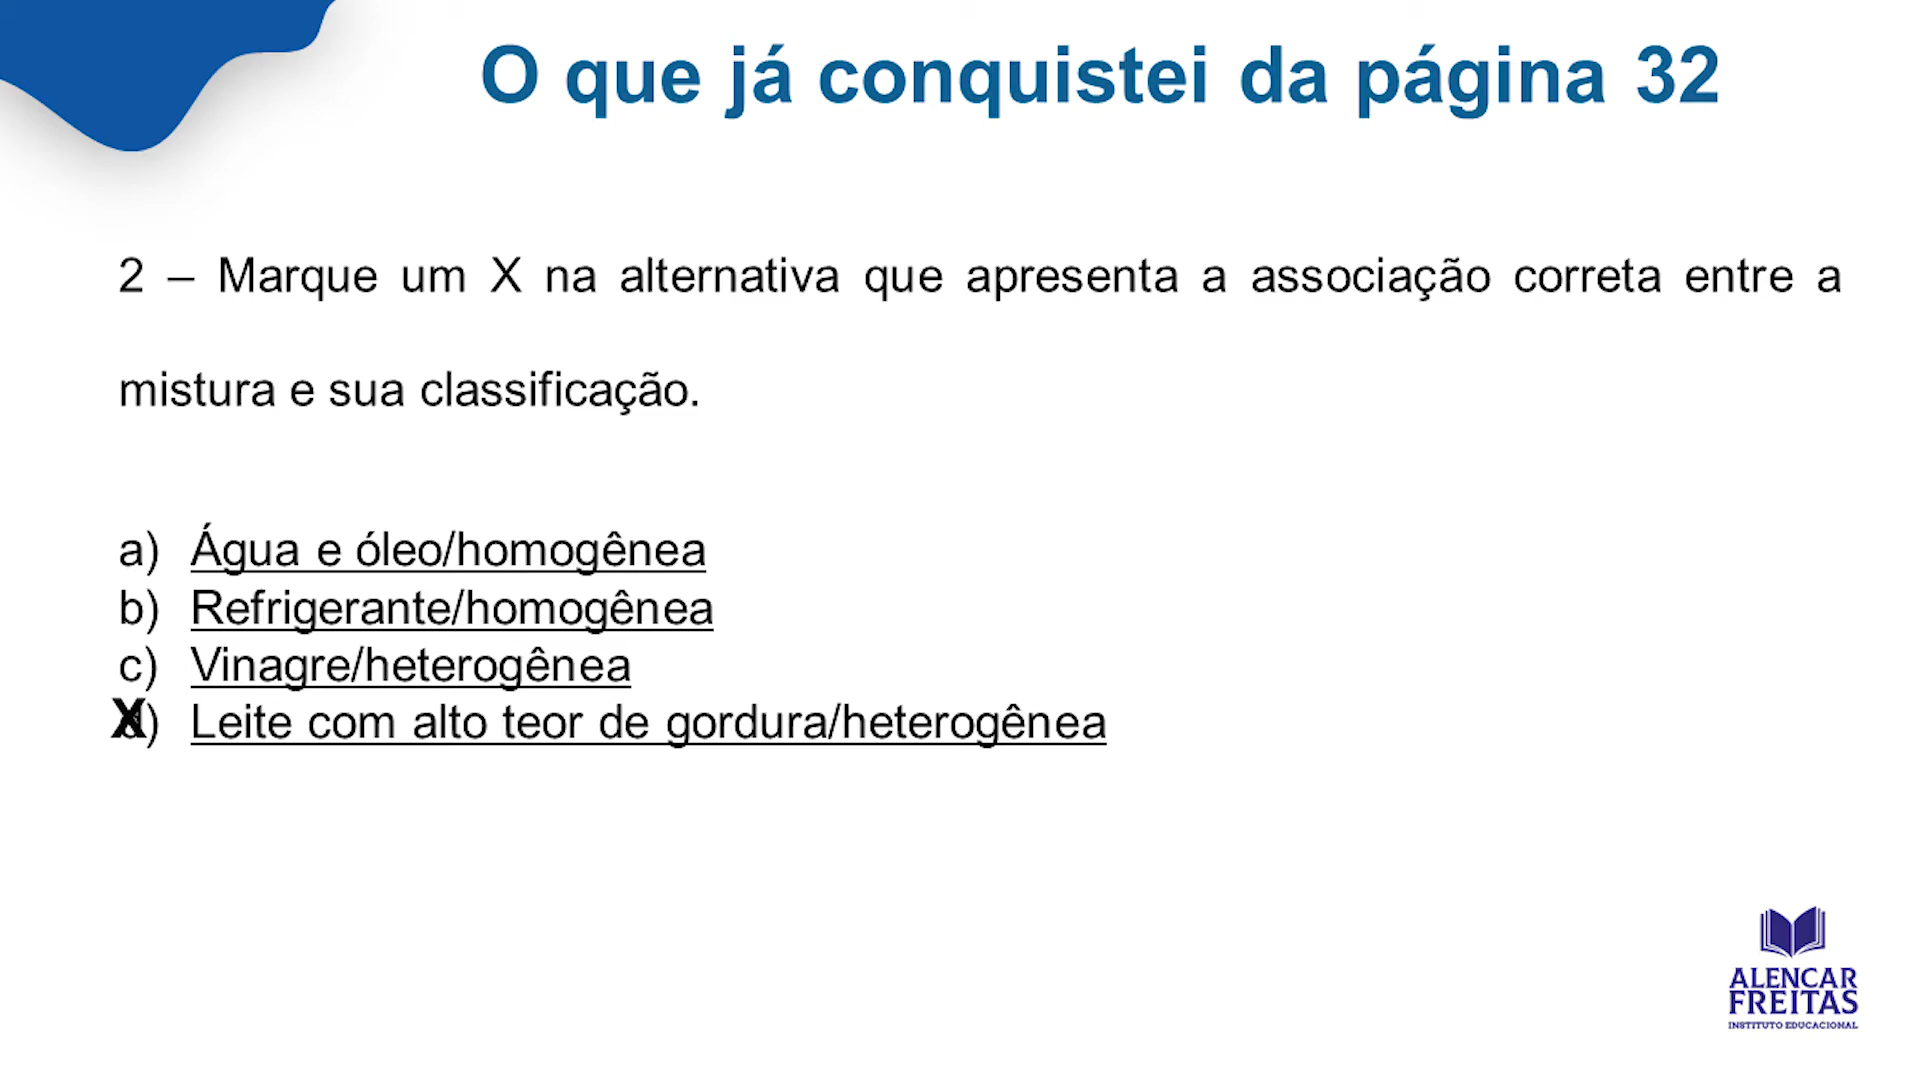 O que já conquistei da página 32
2 – Marque um X na alternativa que apresenta a associação correta entre a
mistura e sua classificação.
a) Água e óleo/homogênea
b) Refrigerante/homogênea
c) Vinagre/heterogênea
X d) Leite com alto teor de gordura/heterogênea
ALENCAR
FREITAS
INSTITUTO EDUCACIONAL